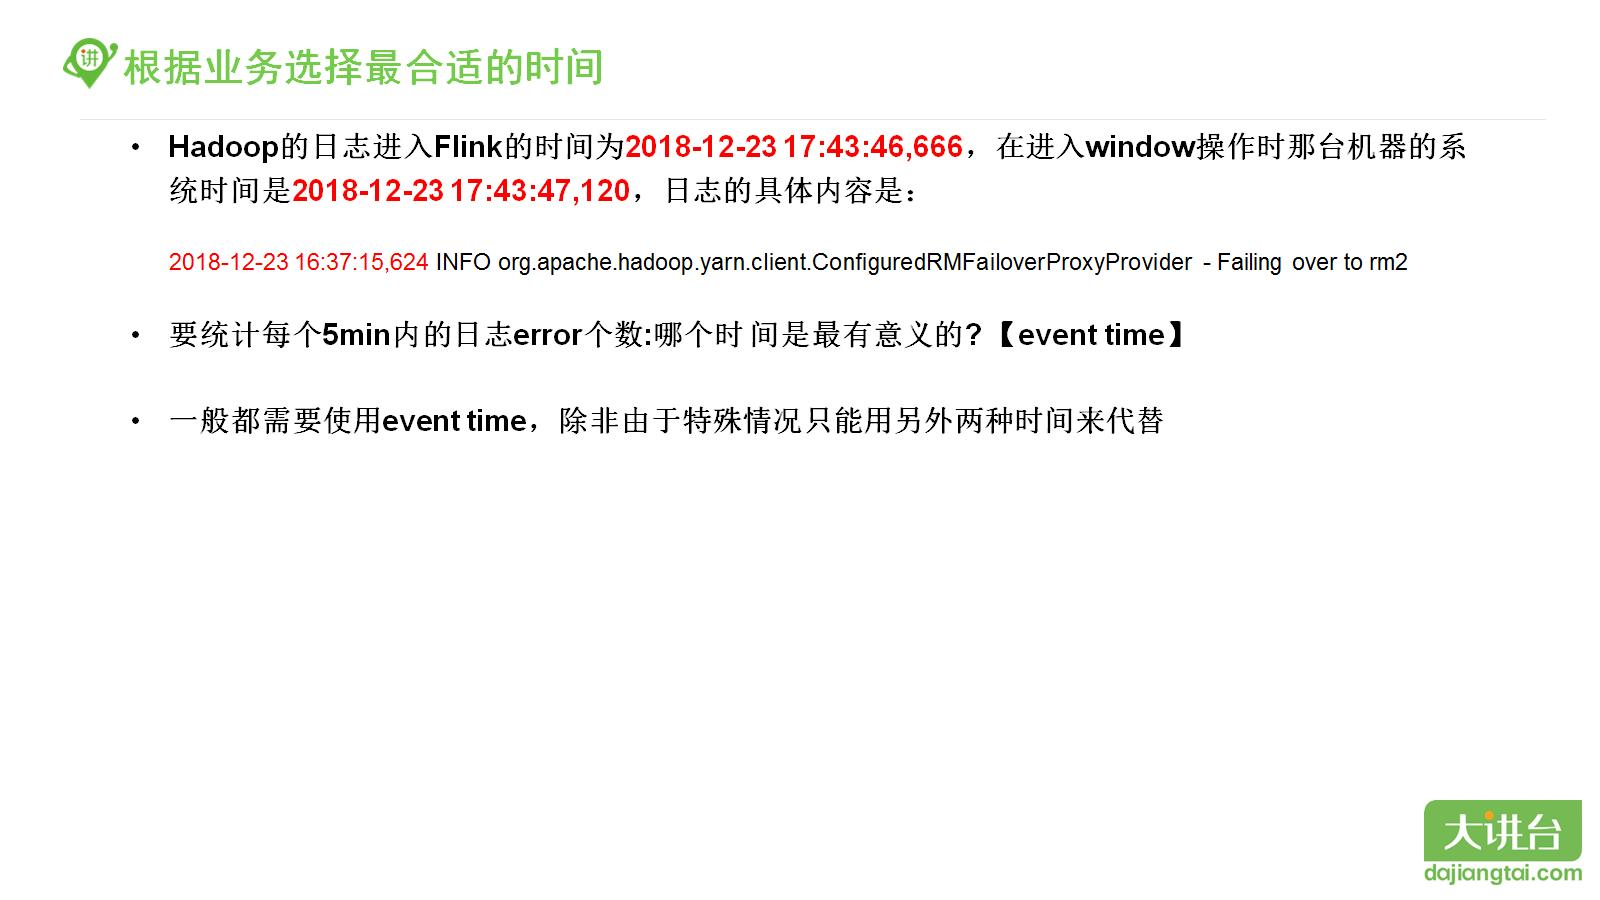 讲
根据业务选择最合适的时间
• Hadoop的日志进入Flink的时间为2018-12-23 17:43:46,666，在进入window操作时那台机器的系
统时间是2018-12-23 17:43:47,120，日志的具体内容是：
2018-12-23 16:37:15,624 INFO org.apache.hadoop.yarn.client.ConfiguredRMFailoverProxyProvider - Failing over to rm2
• 要统计每个5min内的日志error个数:哪个时间是最有意义的?【event time】
• 一般都需要使用event time，除非由于特殊情况只能用另外两种时间来代替
大讲台
dajiangtai.com